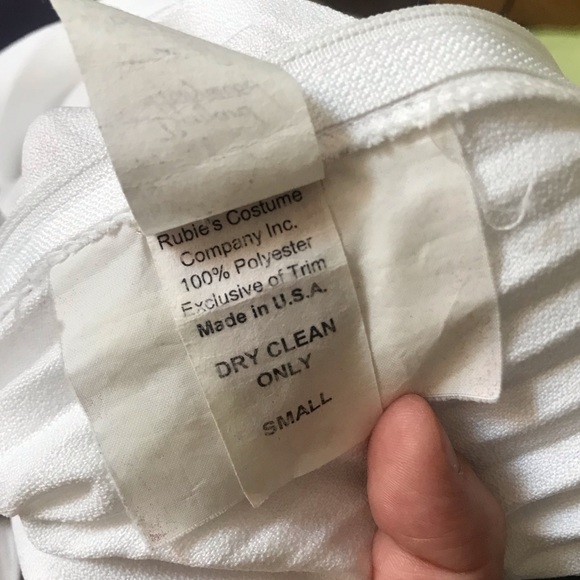 Rubie's Costume
Company Inc.
100% Polyester
Exclusive of Trim
Made in U.S.A.
DRY CLEAN
ONLY
SMALL